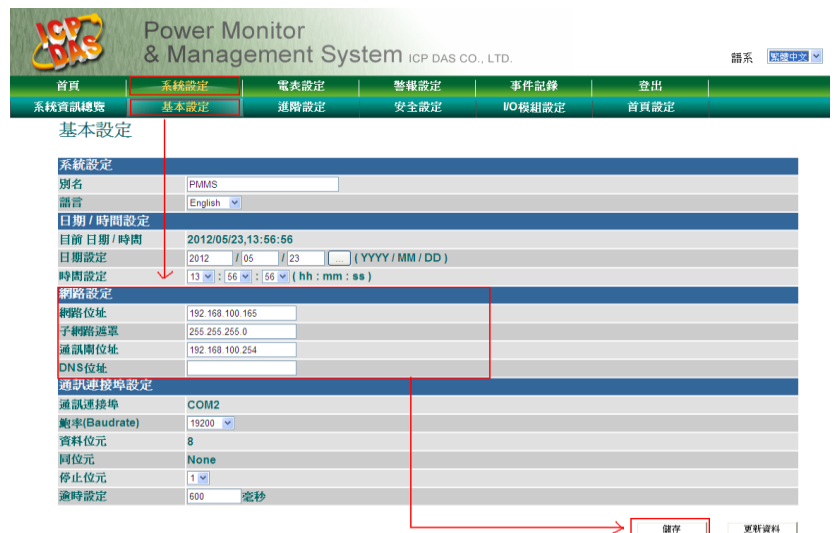 ICP DAS
Power Monitor
& Management System ICP DAS CO., LTD.
語系 繁體中文
首頁 系統設定 電表設定 警報設定 事件記錄 登出
系統資訊總覽 基本設定 進階設定 安全設定 I/O模組設定 首頁設定
基本設定
系統設定
別名 PMMS
語言 English
日期 / 時間設定
目前 日期 / 時間 2012/05/23,13:56:56
日期設定 2012 / 05 / 23 ... ( YYYY / MM / DD )
時間設定 13 : 56 : 56 ( hh : mm : ss )
網路設定
網路位址 192.168.100.165
子網路遮罩 255.255.255.0
通訊閘位址 192.168.100.254
DNS位址
通訊連接埠設定
通訊連接埠 COM2
鮑率(Baudrate) 19200
資料位元 8
同位元 None
停止位元 1
逾時設定 600 毫秒
儲存 更新資料